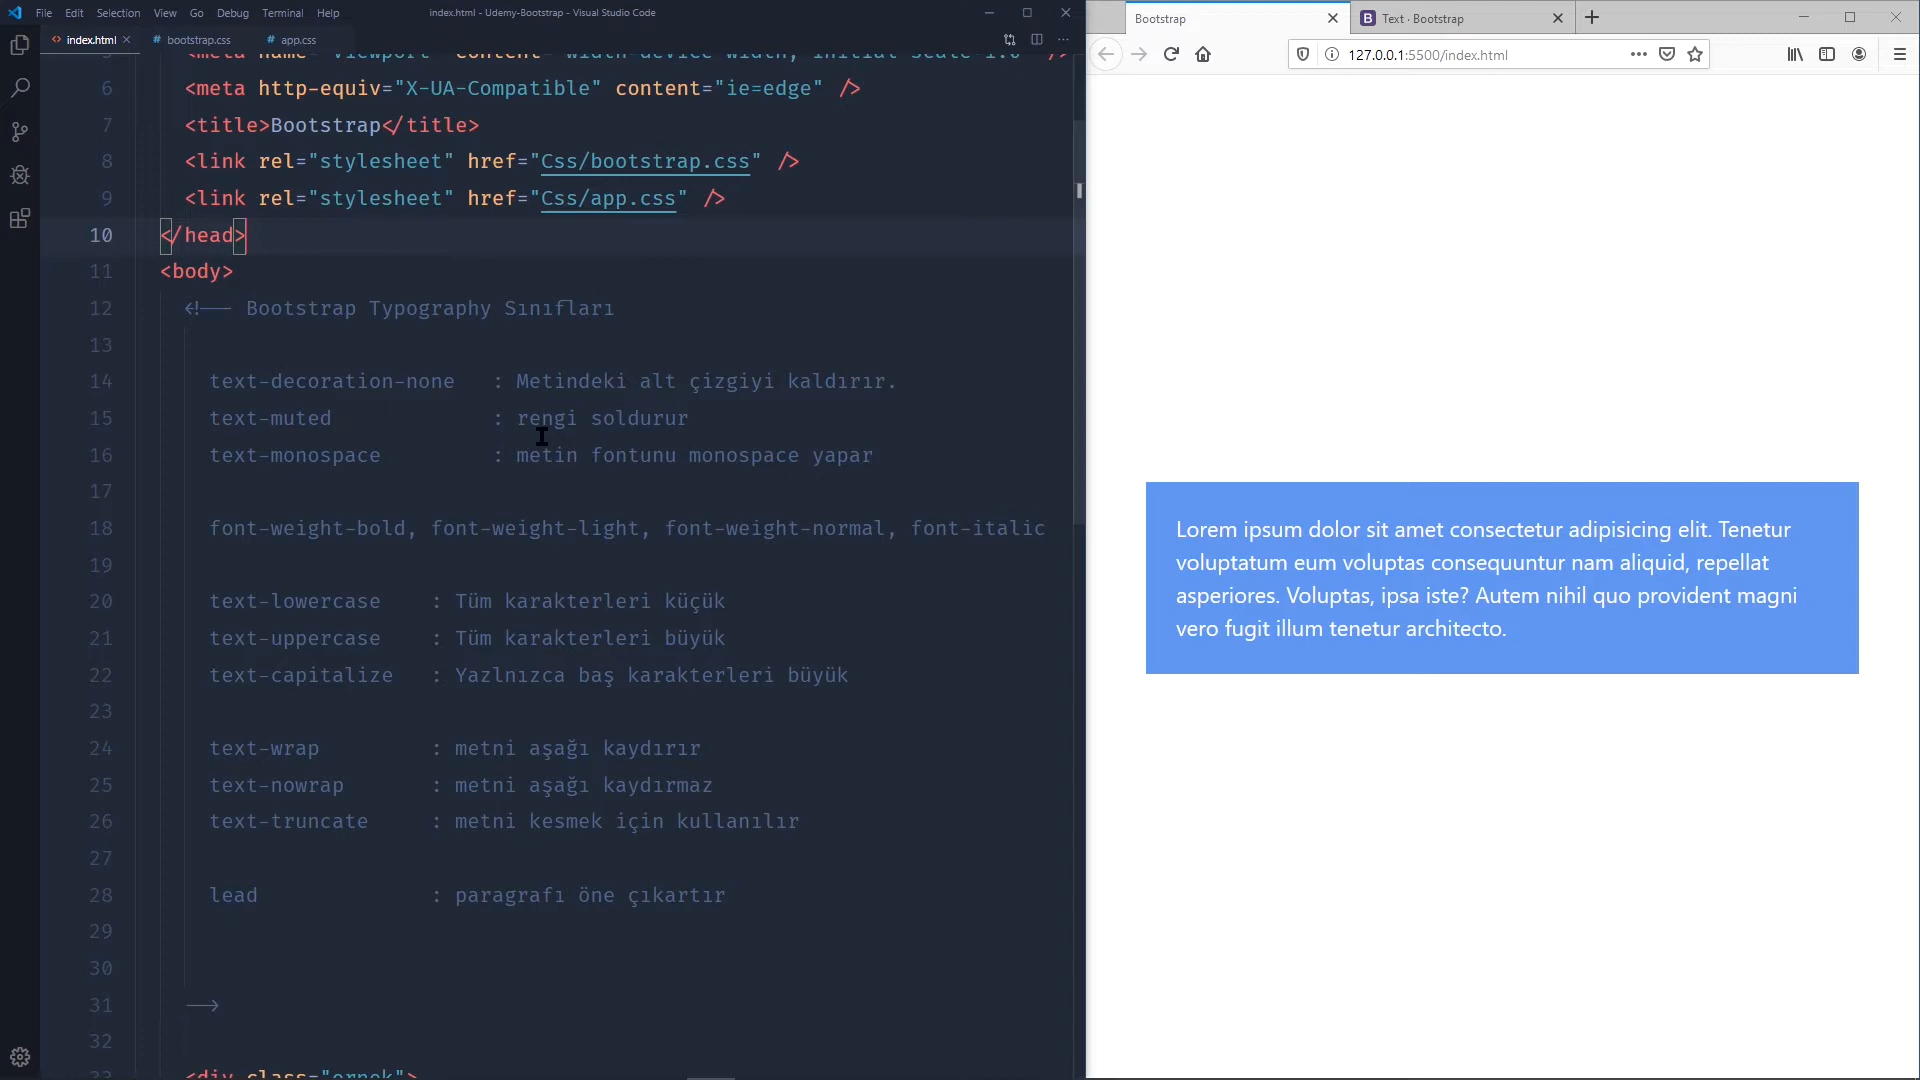 File Edit Selection View Go Debug Terminal Help
index.html - Udemy-Bootstrap - Visual Studio Code
index.html
bootstrap.css
app.css
6 <meta http-equiv="X-UA-Compatible" content="ie=edge" />
7 <title>Bootstrap</title>
8 <link rel="stylesheet" href="Css/bootstrap.css" />
9 <link rel="stylesheet" href="Css/app.css" />
10 </head>
11 <body>
12 <!-- Bootstrap Typography Sınıfları
13
14 text-decoration-none : Metindeki alt çizgiyi kaldırır.
15 text-muted : rengi soldurur
16 text-monospace : metin fontunu monospace yapar
17
18 font-weight-bold, font-weight-light, font-weight-normal, font-italic
19
20 text-lowercase : Tüm karakterleri küçük
21 text-uppercase : Tüm karakterleri büyük
22 text-capitalize : Yazlnızca baş karakterleri büyük
23
24 text-wrap : metni aşağı kaydırır
25 text-nowrap : metni aşağı kaydırmaz
26 text-truncate : metni kesmek için kullanılır
27
28 lead : paragrafı öne çıkartır
29
30
31 -->
32
<div class="ornek">
Bootstrap
B Text · Bootstrap
127.0.0.1:5500/index.html
Lorem ipsum dolor sit amet consectetur adipisicing elit. Tenetur
voluptatum eum voluptas consequuntur nam aliquid, repellat
asperiores. Voluptas, ipsa iste? Autem nihil quo provident magni
vero fugit illum tenetur architecto.